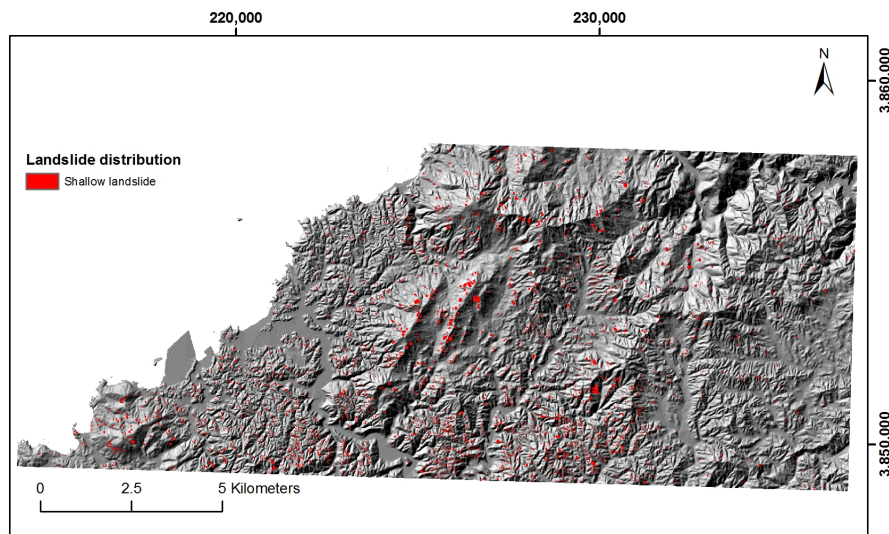 220,000 230,000
N
3,860,000
Landslide distribution
Shallow landslide
0 2.5 5 Kilometers
3,850,000